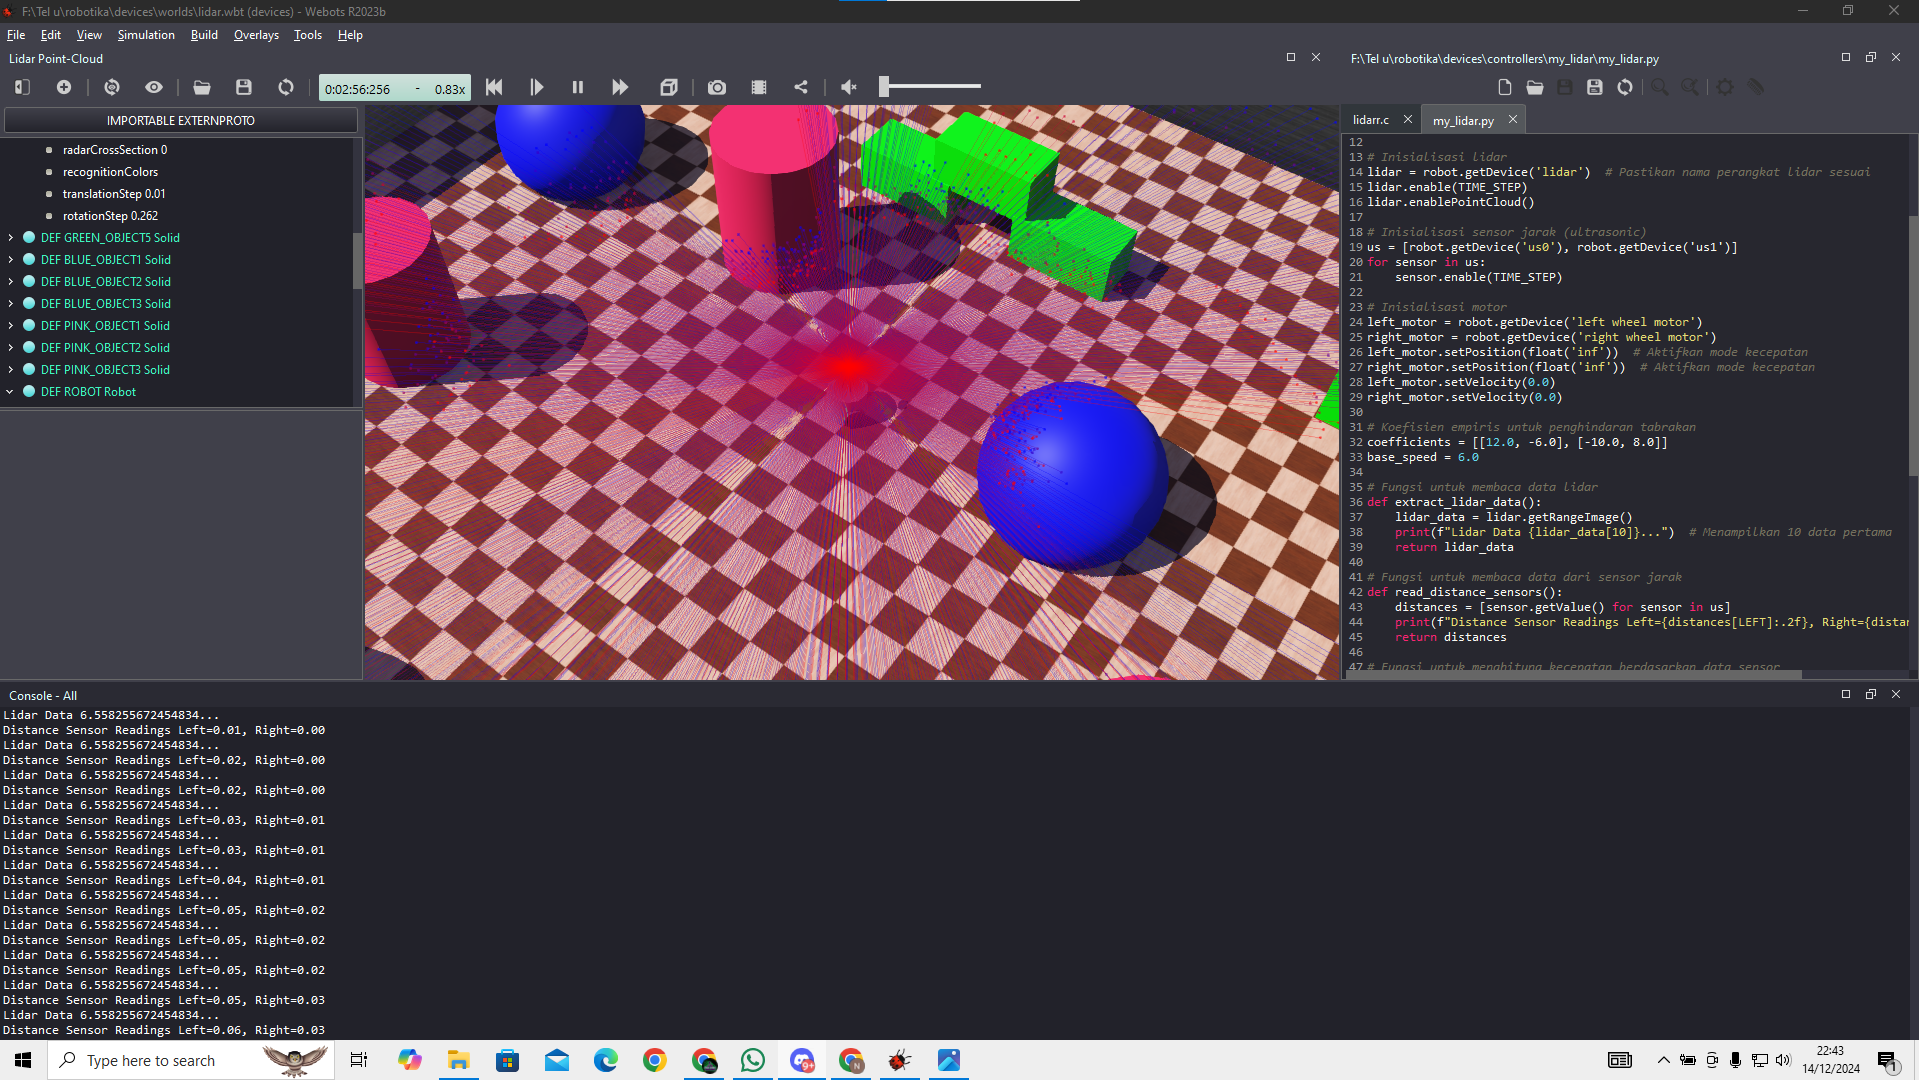 F:\Tel u\robotika\devices\worlds\lidar.wbt (devices) - Webots R2023b
File Edit View Simulation Build Overlays Tools Help
Lidar Point-Cloud
0:02:56:256 - 0.83x
IMPORTABLE EXTERNPROTO
radarCrossSection 0
recognitionColors
translationStep 0.01
rotationStep 0.262
DEF GREEN_OBJECT5 Solid
DEF BLUE_OBJECT1 Solid
DEF BLUE_OBJECT2 Solid
DEF BLUE_OBJECT3 Solid
DEF PINK_OBJECT1 Solid
DEF PINK_OBJECT2 Solid
DEF PINK_OBJECT3 Solid
DEF ROBOT Robot
F:\Tel u\robotika\devices\controllers\my_lidar\my_lidar.py
lidarr.c my_lidar.py
12
13 # Inisialisasi lidar
14 lidar = robot.getDevice('lidar')  # Pastikan nama perangkat lidar sesuai
15 lidar.enable(TIME_STEP)
16 lidar.enablePointCloud()
17
18 # Inisialisasi sensor jarak (ultrasonic)
19 us = [robot.getDevice('us0'), robot.getDevice('us1')]
20 for sensor in us:
21     sensor.enable(TIME_STEP)
22
23 # Inisialisasi motor
24 left_motor = robot.getDevice('left wheel motor')
25 right_motor = robot.getDevice('right wheel motor')
26 left_motor.setPosition(float('inf'))  # Aktifkan mode kecepatan
27 right_motor.setPosition(float('inf'))  # Aktifkan mode kecepatan
28 left_motor.setVelocity(0.0)
29 right_motor.setVelocity(0.0)
30
31 # Koefisien empiris untuk penghindaran tabrakan
32 coefficients = [[12.0, -6.0], [-10.0, 8.0]]
33 base_speed = 6.0
34
35 # Fungsi untuk membaca data lidar
36 def extract_lidar_data():
37     lidar_data = lidar.getRangeImage()
38     print(f"Lidar Data {lidar_data[10]}...")  # Menampilkan 10 data pertama
39     return lidar_data
40
41 # Fungsi untuk membaca data dari sensor jarak
42 def read_distance_sensors():
43     distances = [sensor.getValue() for sensor in us]
44     print(f"Distance Sensor Readings Left={distances[LEFT]:.2f}, Right={distan
45     return distances
46
47 # Fungsi untuk menghitung kecepatan berdasarkan data sensor
Console - All
Lidar Data 6.558255672454834...
Distance Sensor Readings Left=0.01, Right=0.00
Lidar Data 6.558255672454834...
Distance Sensor Readings Left=0.02, Right=0.00
Lidar Data 6.558255672454834...
Distance Sensor Readings Left=0.02, Right=0.00
Lidar Data 6.558255672454834...
Distance Sensor Readings Left=0.03, Right=0.01
Lidar Data 6.558255672454834...
Distance Sensor Readings Left=0.03, Right=0.01
Lidar Data 6.558255672454834...
Distance Sensor Readings Left=0.04, Right=0.01
Lidar Data 6.558255672454834...
Distance Sensor Readings Left=0.05, Right=0.02
Lidar Data 6.558255672454834...
Distance Sensor Readings Left=0.05, Right=0.02
Lidar Data 6.558255672454834...
Distance Sensor Readings Left=0.05, Right=0.02
Lidar Data 6.558255672454834...
Distance Sensor Readings Left=0.05, Right=0.03
Lidar Data 6.558255672454834...
Distance Sensor Readings Left=0.06, Right=0.03
Type here to search
9+
N
22:43
14/12/2024
1